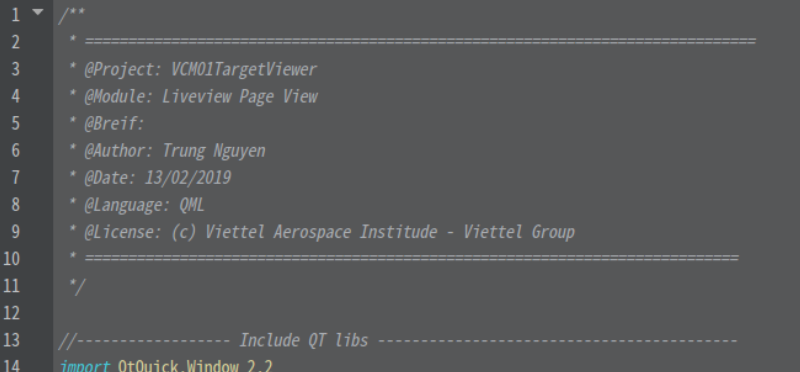 1 /**
2 * ==============================================================================
3 * @Project: VCM01TargetViewer
4 * @Module: Liveview Page View
5 * @Breif:
6 * @Author: Trung Nguyen
7 * @Date: 13/02/2019
8 * @Language: QML
9 * @License: (c) Viettel Aerospace Institude - Viettel Group
10 * ============================================================================
11 */
12
13 //------------------ Include QT libs ------------------------------------------
14 import QtQuick.Window 2.2